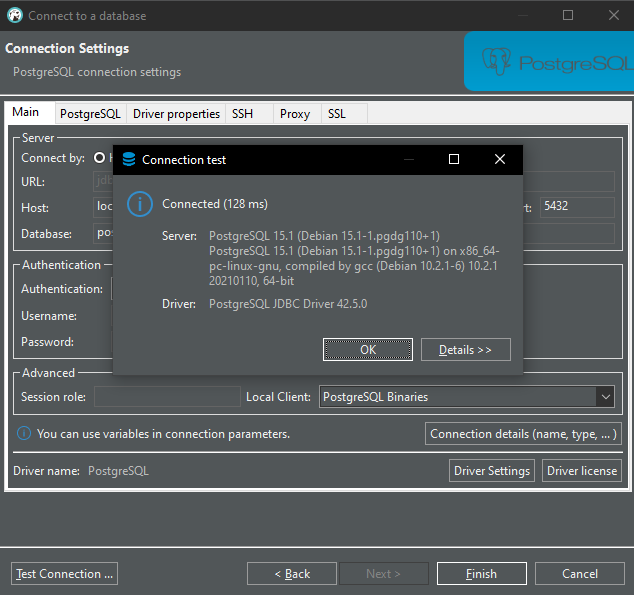 Connect to a database
Connection Settings
PostgreSQL connection settings
PostgreSQL
Main PostgreSQL Driver properties SSH Proxy SSL
Server
Connect by:
URL:
Host: 5432
Database:
Connection test
Connected (128 ms)
Server: PostgreSQL 15.1 (Debian 15.1-1.pgdg110+1)
PostgreSQL 15.1 (Debian 15.1-1.pgdg110+1) on x86_64-
pc-linux-gnu, compiled by gcc (Debian 10.2.1-6) 10.2.1
20210110, 64-bit
Driver: PostgreSQL JDBC Driver 42.5.0
OK Details >>
Authentication
Authentication:
Username:
Password:
Advanced
Session role: Local Client: PostgreSQL Binaries
You can use variables in connection parameters. Connection details (name, type, ... )
Driver name: PostgreSQL Driver Settings Driver license
Test Connection ... < Back Next > Finish Cancel